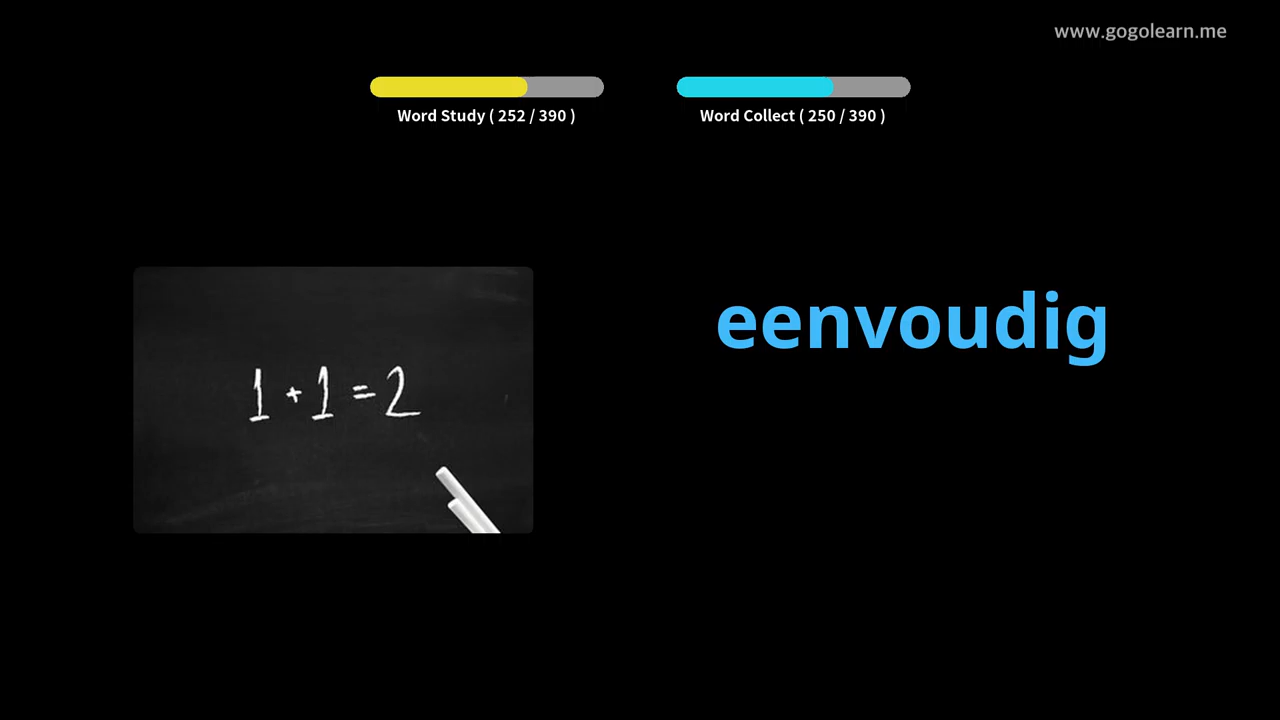 www.gogolearn.me
Word Study ( 252 / 390 )
Word Collect ( 250 / 390 )
eenvoudig
1 + 1 = 2